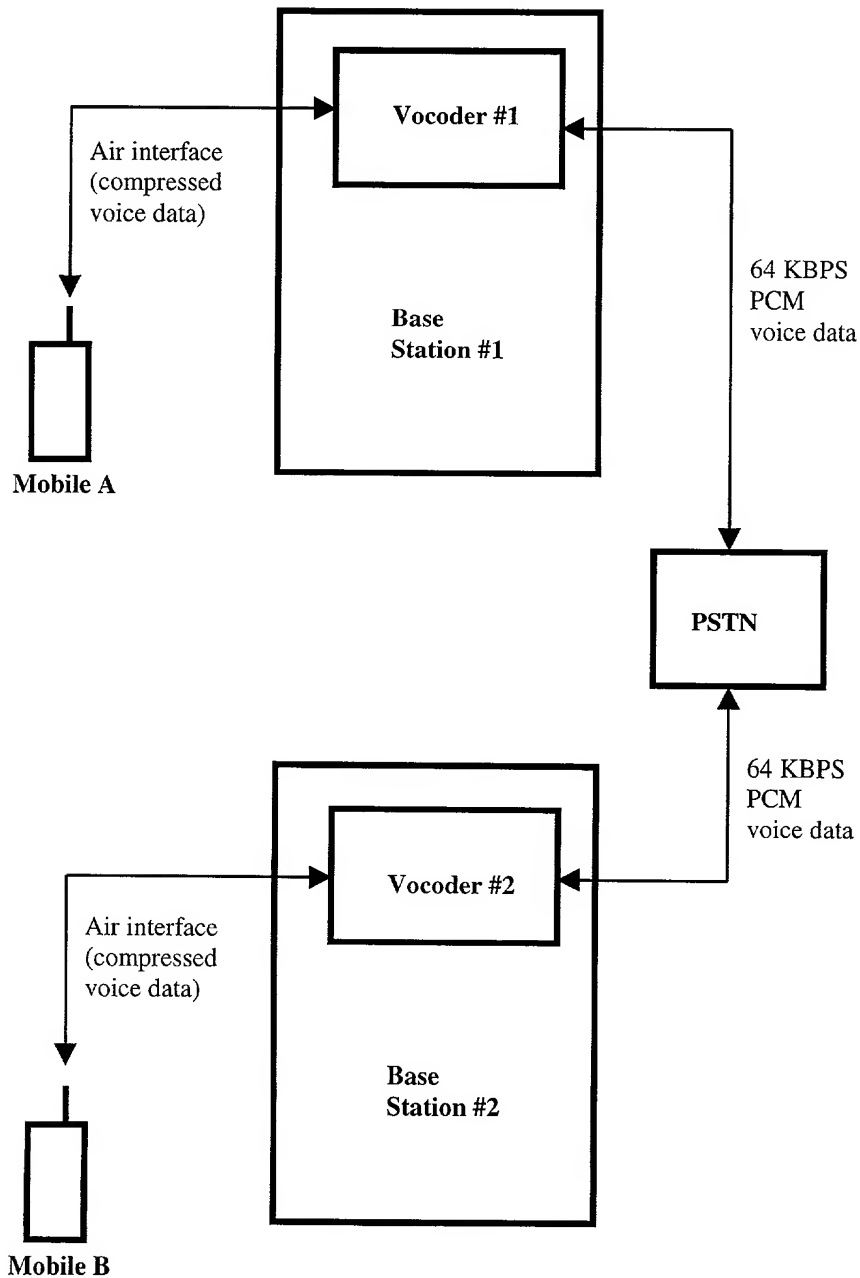 Vocoder #1
Air interface
(compressed
voice data)
64 KBPS
PCM
voice data
Base
Station #1
Mobile A
PSTN
64 KBPS
PCM
voice data
Vocoder #2
Air interface
(compressed
voice data)
Base
Station #2
Mobile B